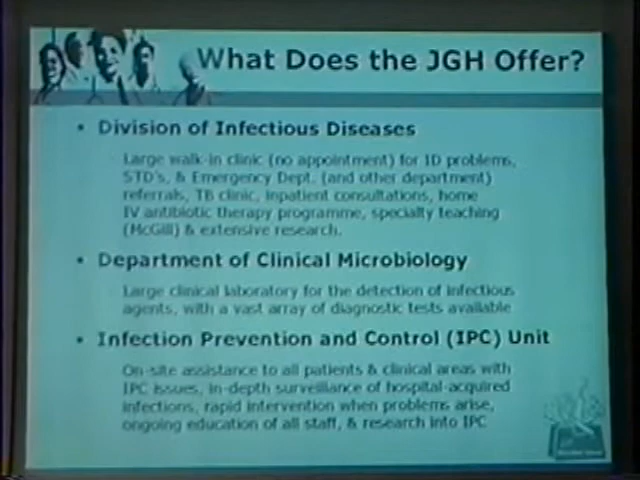 What Does the JGH Offer?
• Division of Infectious Diseases
Large walk-in clinic (no appointment) for ID problems,
STD's, & Emergency Dept. (and other department)
referrals, TB clinic, inpatient consultations, home
IV antibiotic therapy programme, specialty teaching
(McGill) & extensive research.
• Department of Clinical Microbiology
Large clinical laboratory for the detection of infectious
agents, with a vast array of diagnostic tests available
• Infection Prevention and Control (IPC) Unit
On-site assistance to all patients & clinical areas with
IPC issues, in-depth surveillance of hospital-acquired
infections, rapid intervention when problems arise,
ongoing education of all staff, & research into IPC